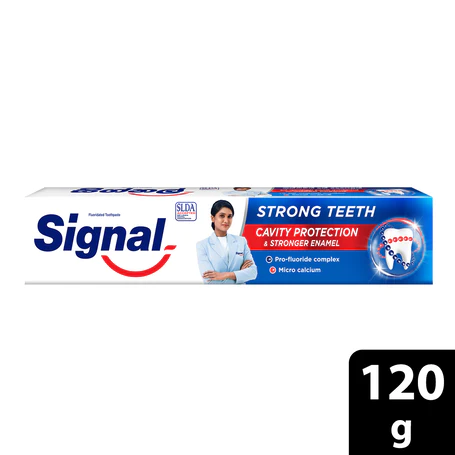 Fluoridated Toothpaste
Signal
SLDA
STRONG TEETH
CAVITY PROTECTION
& STRONGER ENAMEL
Pro-fluoride complex
Micro calcium
120
g